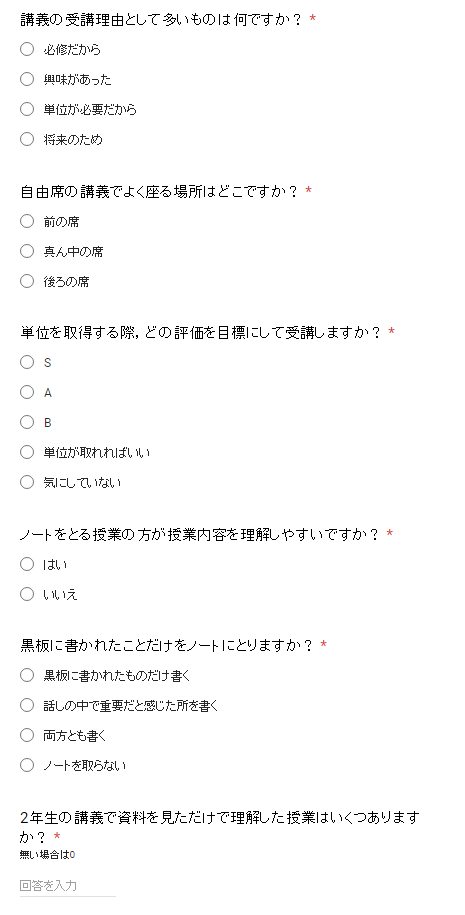 講義の受講理由として多いものは何ですか？ *
必修だから
興味があった
単位が必要だから
将来のため
自由席の講義でよく座る場所はどこですか？ *
前の席
真ん中の席
後ろの席
単位を取得する際，どの評価を目標にして受講しますか？ *
S
A
B
単位が取れればいい
気にしていない
ノートをとる授業の方が授業内容を理解しやすいですか？ *
はい
いいえ
黒板に書かれたことだけをノートにとりますか？ *
黒板に書かれたものだけ書く
話しの中で重要だと感じた所を書く
両方とも書く
ノートを取らない
2年生の講義で資料を見ただけで理解した授業はいくつあります
か？ *
無い場合は0
回答を入力